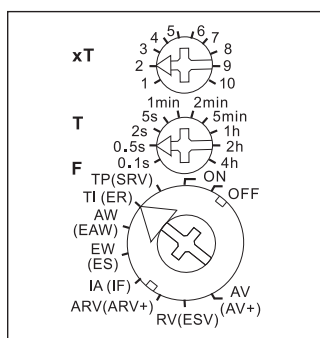 xT
1
2
3
4
5
6
7
8
9
10
T
F
0.1s
0.5s
2s
5s
1min
2min
5min
1h
2h
4h
TP(SRV)
TI (ER)
AW
(EAW)
EW
(ES)
IA (IF)
ARV(ARV+)
RV(ESV)
AV
(AV+)
OFF
ON